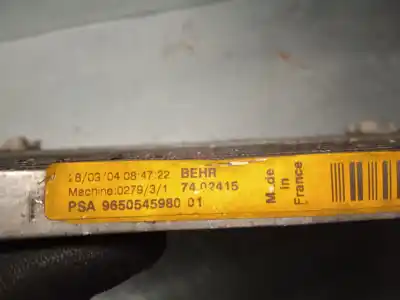 18/03/04 08:47:22 BEHR
Machine:0279/3/1 74 02415
PSA 9650545980 01
Made
in
France